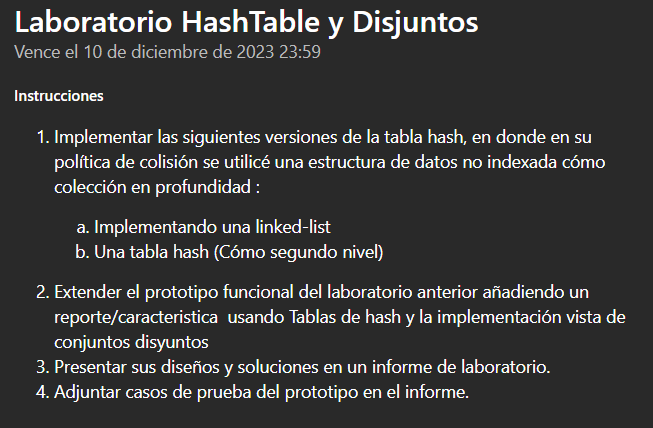 Laboratorio HashTable y Disjuntos
Vence el 10 de diciembre de 2023 23:59
Instrucciones
1. Implementar las siguientes versiones de la tabla hash, en donde en su
política de colisión se utilicé una estructura de datos no indexada cómo
colección en profundidad :
a. Implementando una linked-list
b. Una tabla hash (Cómo segundo nivel)
2. Extender el prototipo funcional del laboratorio anterior añadiendo un
reporte/caracteristica usando Tablas de hash y la implementación vista de
conjuntos disyuntos
3. Presentar sus diseños y soluciones en un informe de laboratorio.
4. Adjuntar casos de prueba del prototipo en el informe.